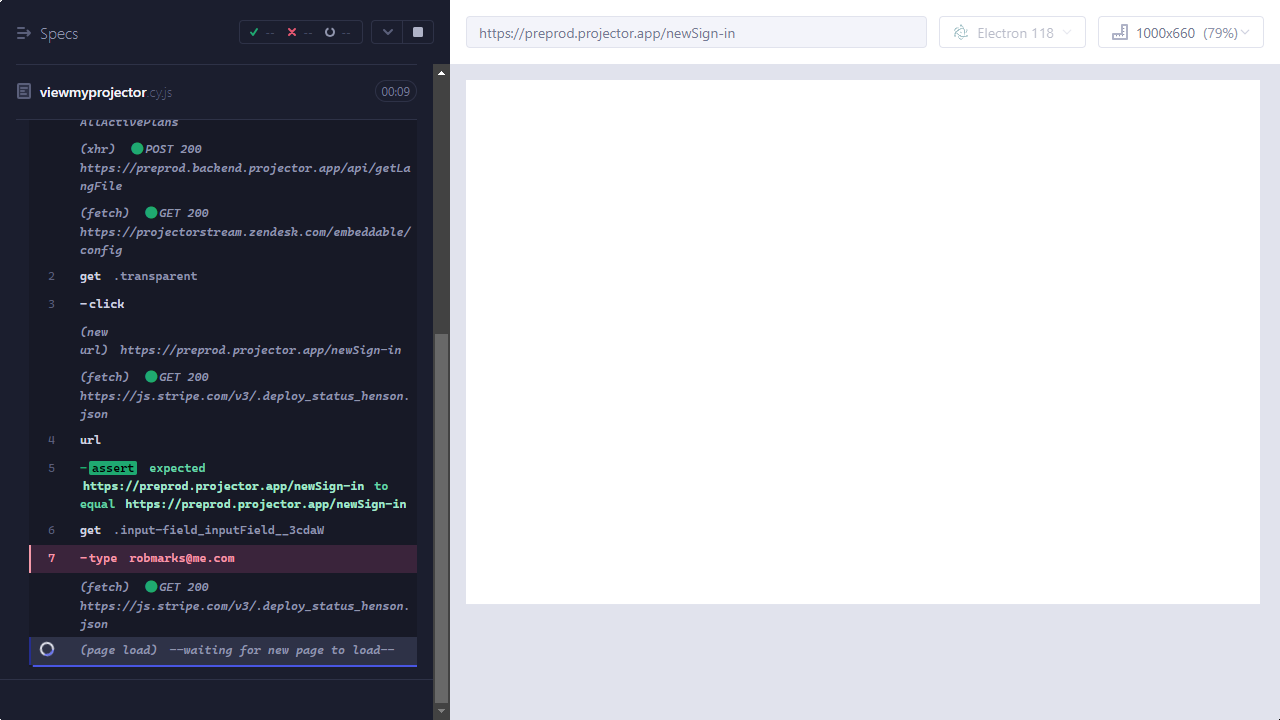 Specs
--
--
--
https://preprod.projector.app/newSign-in
Electron 118
1000x660 (79%)
viewmyprojector.cy.js
00:09
AllActivePlans
(xhr) POST 200
https://preprod.backend.projector.app/api/getLa
ngFile
(fetch) GET 200
https://projectorstream.zendesk.com/embeddable/
config
2 get .transparent
3 -click
(new
url) https://preprod.projector.app/newSign-in
(fetch) GET 200
https://js.stripe.com/v3/.deploy_status_henson.
json
4 url
5 -assert expected
https://preprod.projector.app/newSign-in to
equal https://preprod.projector.app/newSign-in
6 get .input-field_inputField__3cdaW
7 -type robmarks@me.com
(fetch) GET 200
https://js.stripe.com/v3/.deploy_status_henson.
json
(page load) --waiting for new page to load--